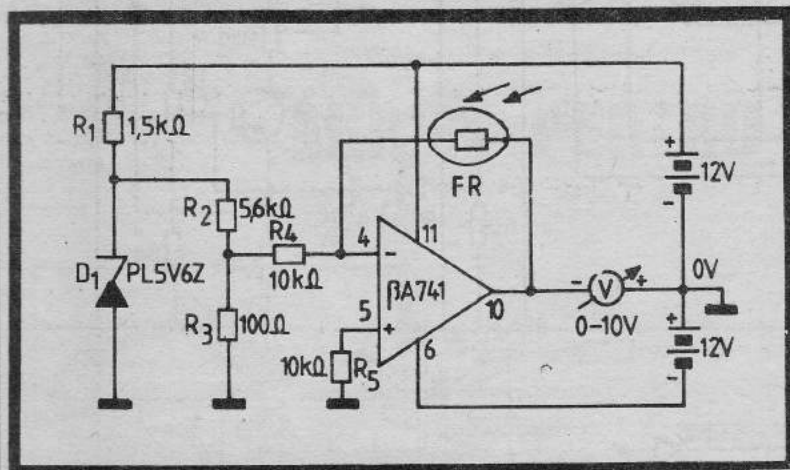 R1 1,5kΩ
R2 5,6kΩ
R4
10kΩ
D1 PL5V6Z
R3 100Ω
10kΩ R5
4
-
11
βA741
5
+
6
10
FR
- V +
0-10V
0V
+
12V
-
+
12V
-